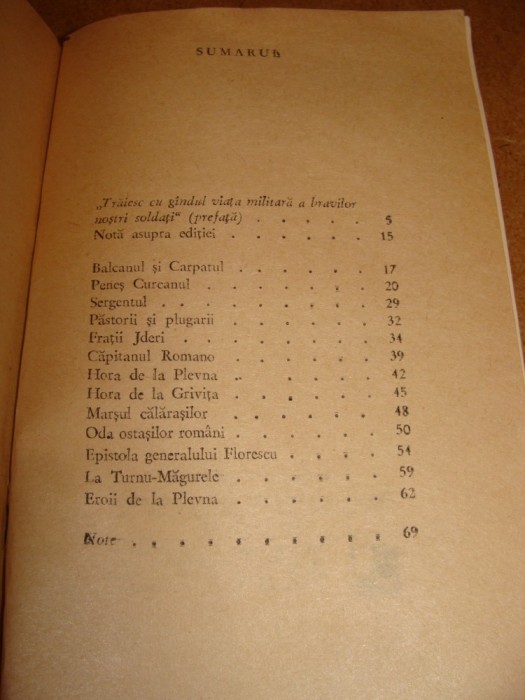 SUMARUL
„Trăiesc cu gîndul viața militară a bravilor
noștri soldați“ (prefață) . . . . . 5
Notă asupra ediției . . . . . . 15
Balcanul și Carpatul . . . . . 17
Peneș Curcanul . . . . . . 20
Sergentul . . . . . . . 29
Păstorii și plugarii . . . . . 32
Frații Jderi . . . . . . . 34
Căpitanul Romano . . . . . . 39
Hora de la Plevna . . . . . . 42
Hora de la Grivița . . . . . . 45
Marșul călărașilor . . . . . . 48
Oda ostașilor români . . . . . . 50
Epistola generalului Florescu . . . . 54
La Turnu-Măgurele . . . . . . 59
Eroii de la Plevna . . . . . . 62
Note . . . . . . . . . . 69